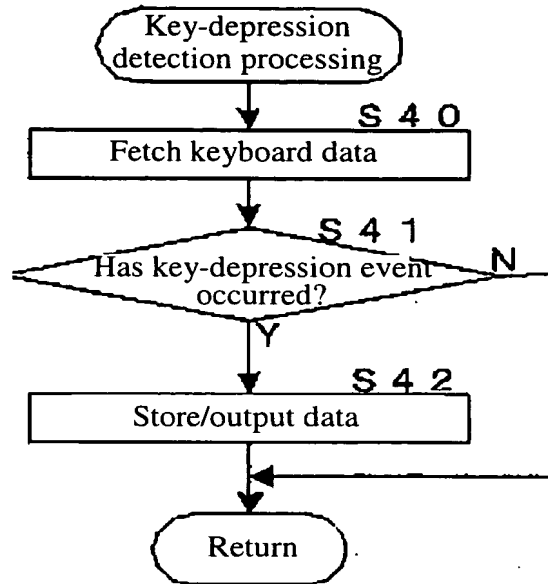 Key-depression
detection processing
S 4 0
Fetch keyboard data
S 4 1
Has key-depression event
occurred?
N
Y
S 4 2
Store/output data
Return